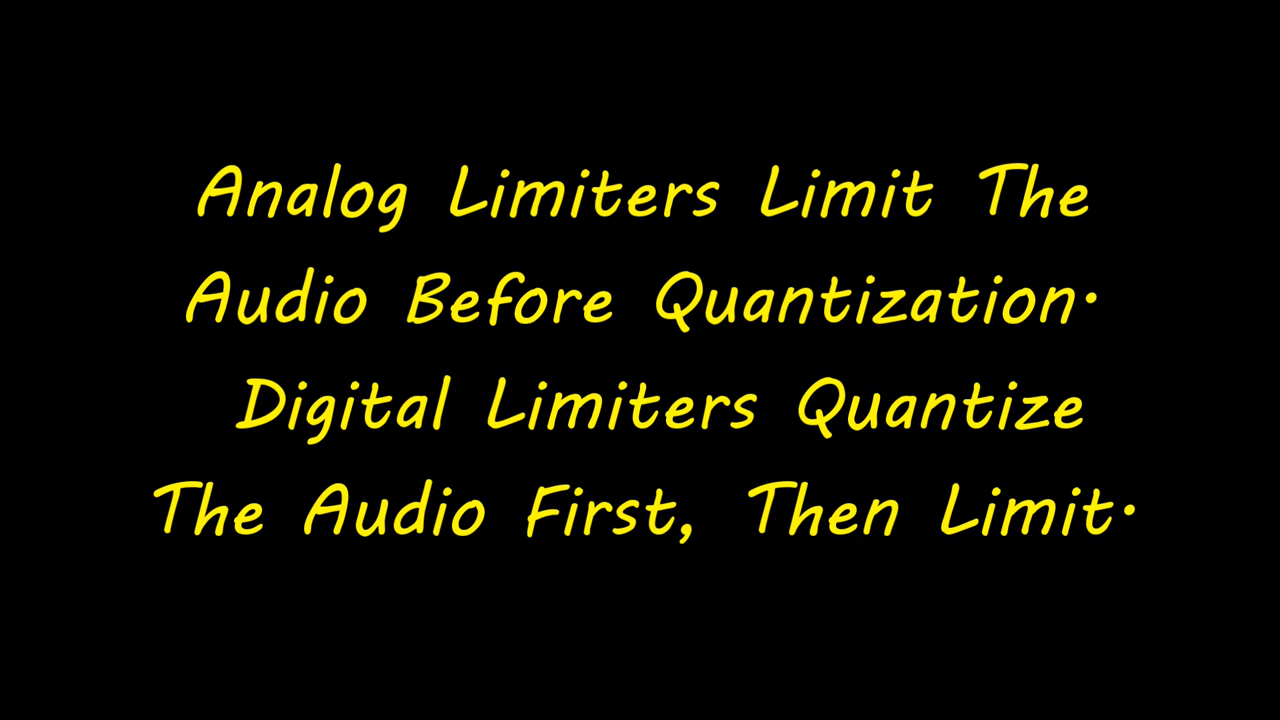 Analog Limiters Limit The
Audio Before Quantization.
Digital Limiters Quantize
The Audio First, Then Limit.